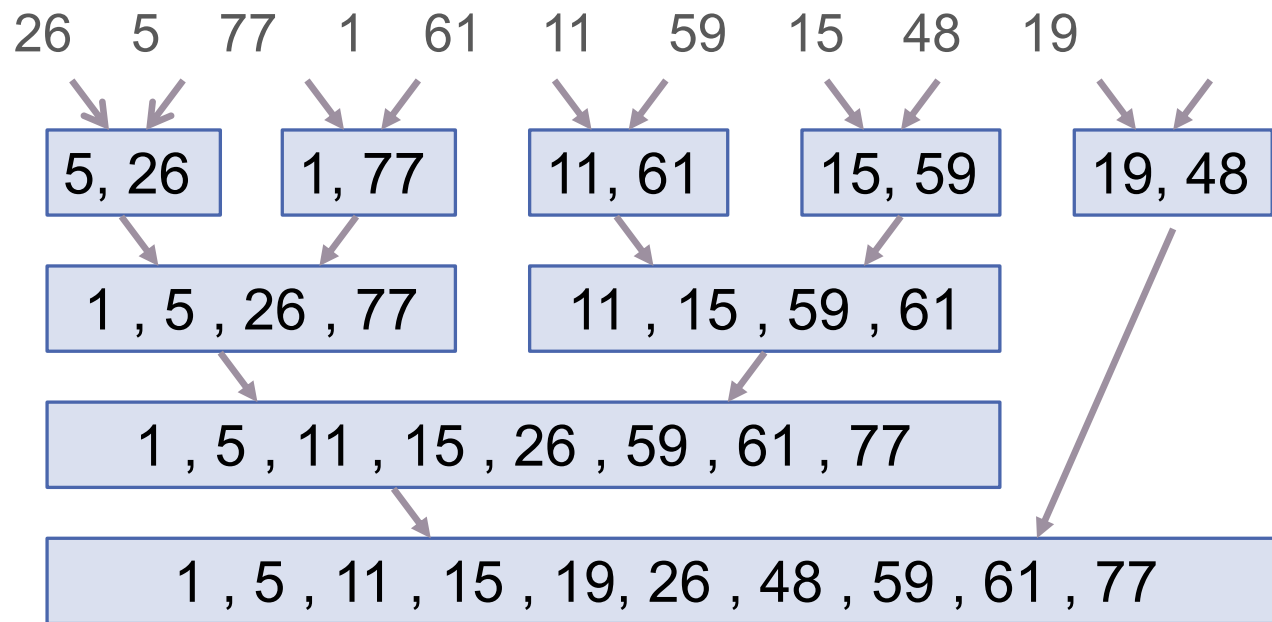 26 5 77 1 61 11 59 15 48 19
5, 26 1, 77 11, 61 15, 59 19, 48
1 , 5 , 26 , 77 11 , 15 , 59 , 61
1 , 5 , 11 , 15 , 26 , 59 , 61 , 77
1 , 5 , 11 , 15 , 19, 26 , 48 , 59 , 61 , 77